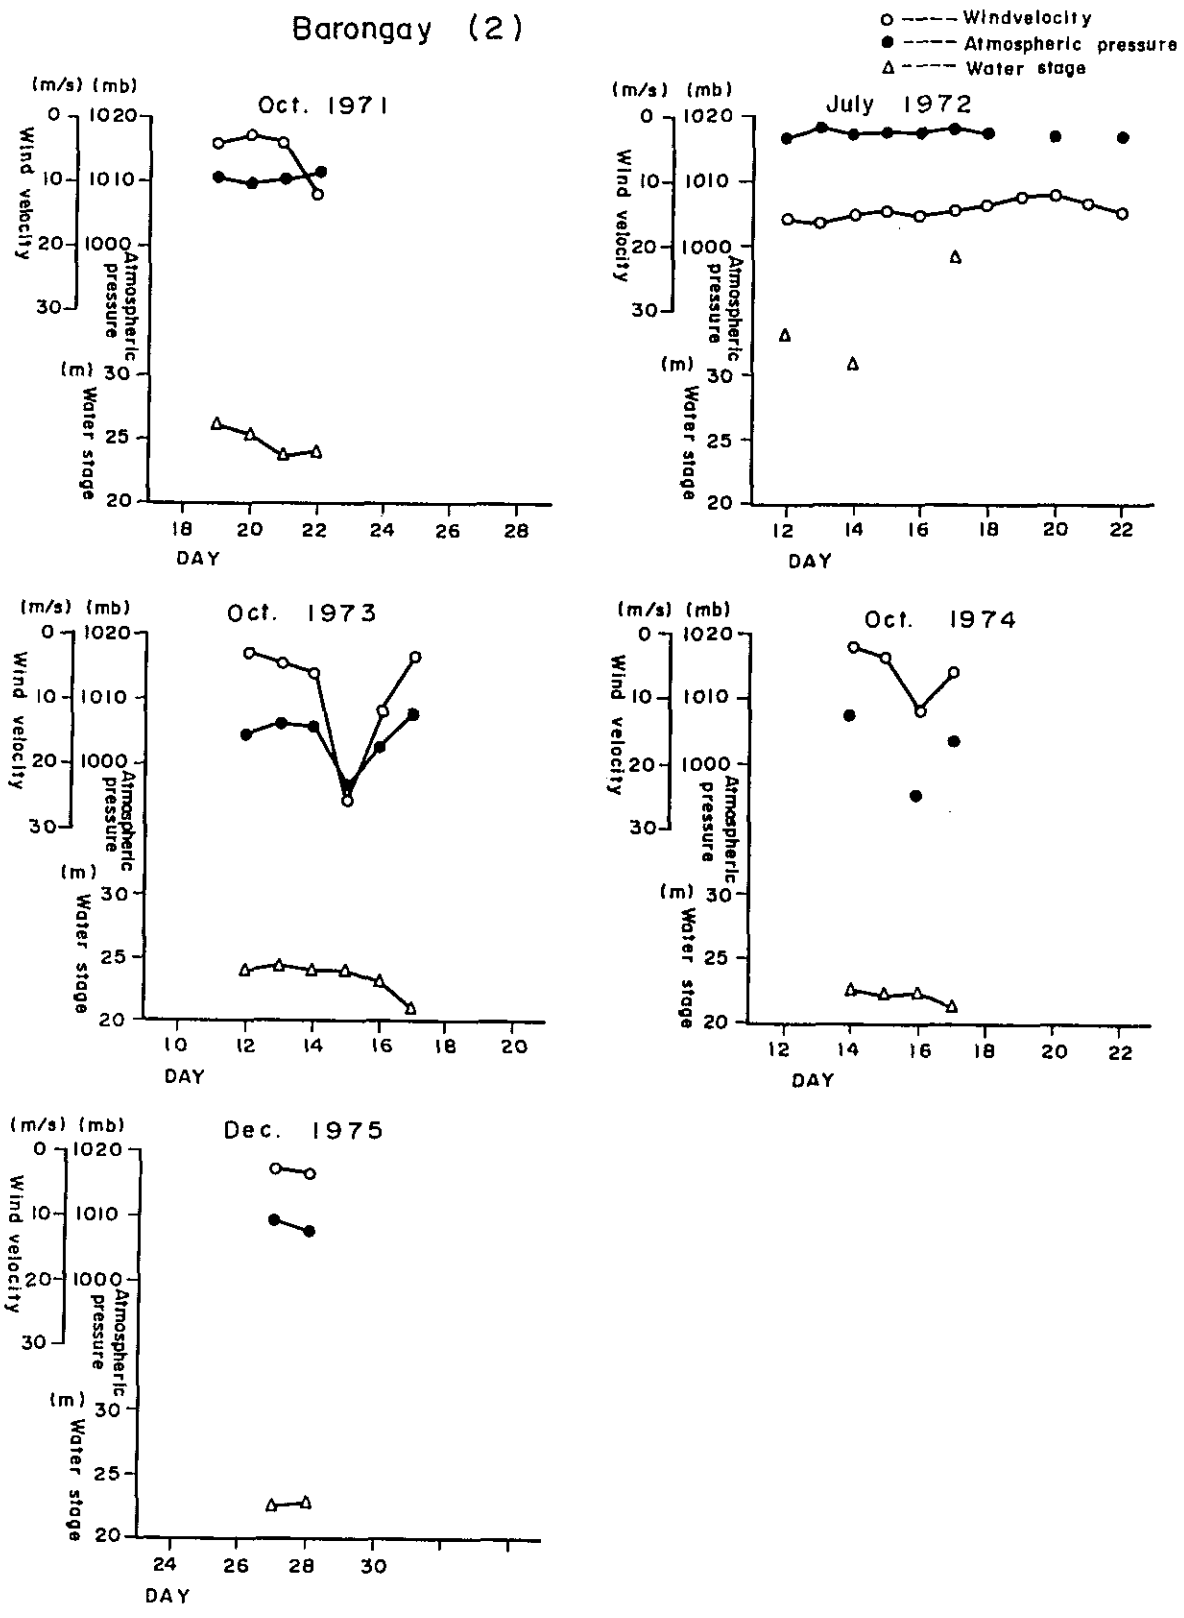 Barongay (2)
Windvelocity
Atmospheric pressure
Water stage
(m/s) (mb)
Oct. 1971
0 1020
10 1010
20 1000
30
Wind velocity
Atmospheric
pressure
(m) 30
25
20
Water stage
18 20 22 24 26 28
DAY
(m/s) (mb)
July 1972
0 1020
10 1010
20 1000
30
Wind velocity
Atmospheric
pressure
(m) 30
25
20
Water stage
12 14 16 18 20 22
DAY
(m/s) (mb)
Oct. 1973
0 1020
10 1010
20 1000
30
Wind velocity
Atmospheric
pressure
(m) 30
25
20
Water stage
10 12 14 16 18 20
DAY
(m/s) (mb)
Oct. 1974
0 1020
10 1010
20 1000
30
Wind velocity
Atmospheric
pressure
(m) 30
25
20
Water stage
12 14 16 18 20 22
DAY
(m/s) (mb)
Dec. 1975
0 1020
10 1010
20 1000
30
Wind velocity
Atmospheric
pressure
(m) 30
25
20
Water stage
24 26 28 30
DAY